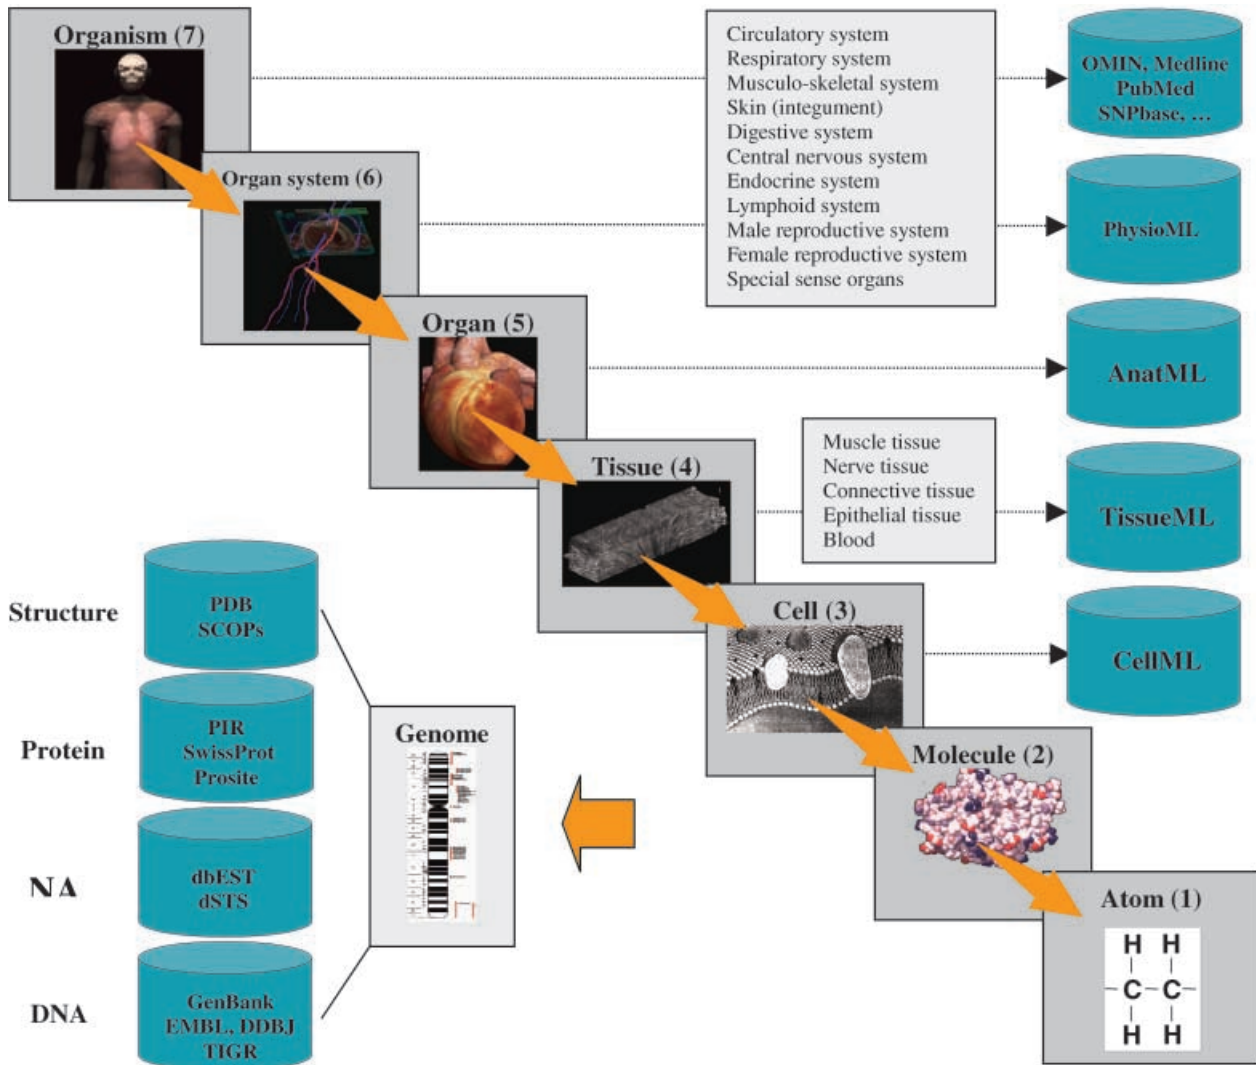 Organism (7)
Circulatory system
Respiratory system
Musculo-skeletal system
Skin (integument)
Digestive system
Central nervous system
Endocrine system
Lymphoid system
Male reproductive system
Female reproductive system
Special sense organs
OMIN, Medline
PubMed
SNPbase, …
Organ system (6)
PhysioML
Organ (5)
AnatML
Tissue (4)
Muscle tissue
Nerve tissue
Connective tissue
Epithelial tissue
Blood
TissueML
Cell (3)
CellML
Molecule (2)
Atom (1)
H H
C C
H H
Structure
PDB
SCOPs
Protein
PIR
SwissProt
Prosite
NA
dbEST
dSTS
DNA
GenBank
EMBL, DDBJ
TIGR
Genome